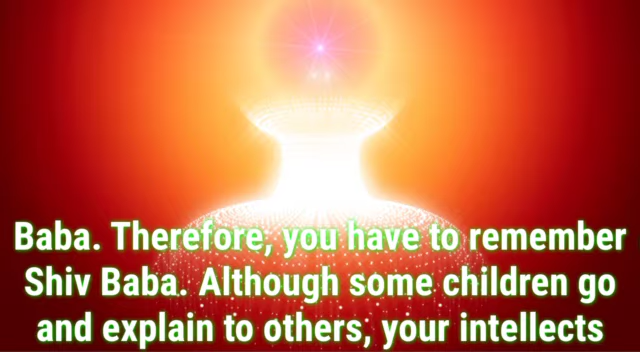 Baba. Therefore, you have to remember
Shiv Baba. Although some children go
and explain to others, your intellects